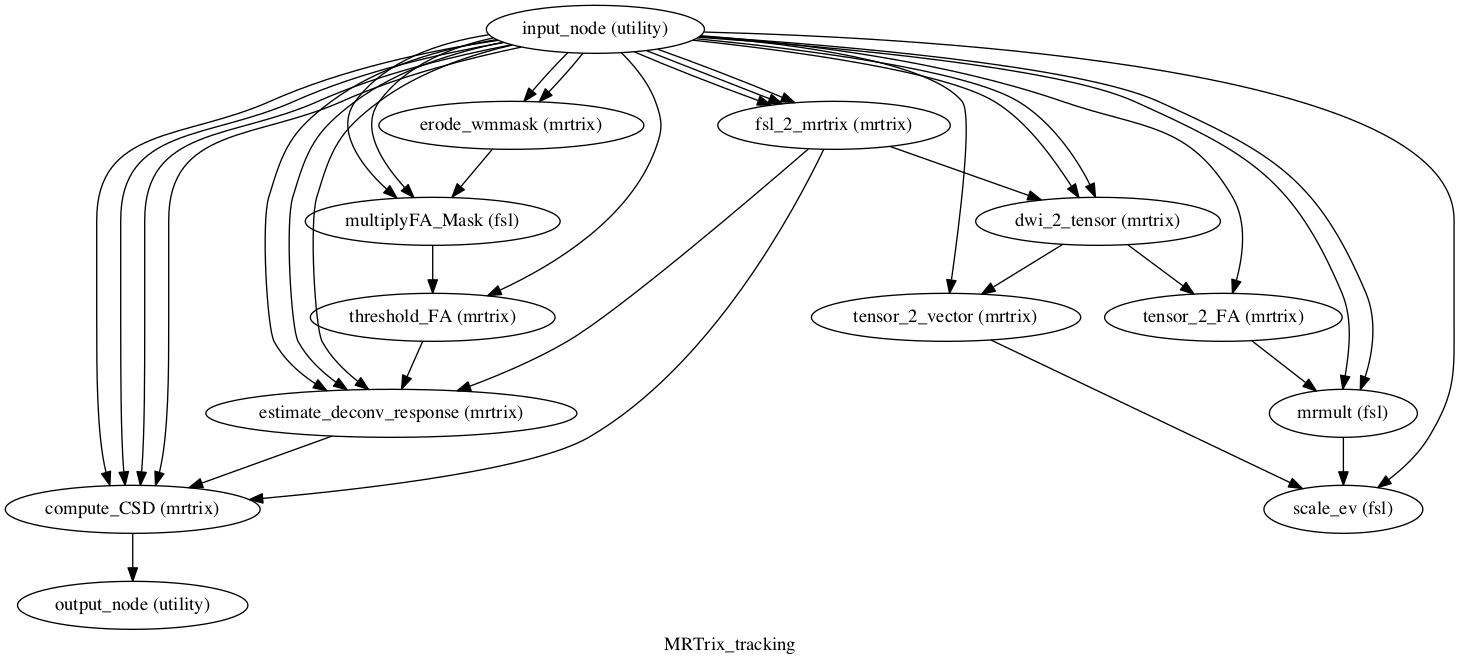 input_node (utility)
erode_wmmask (mrtrix)
fsl_2_mrtrix (mrtrix)
multiplyFA_Mask (fsl)
dwi_2_tensor (mrtrix)
threshold_FA (mrtrix)
tensor_2_vector (mrtrix)
tensor_2_FA (mrtrix)
estimate_deconv_response (mrtrix)
mrmult (fsl)
compute_CSD (mrtrix)
scale_ev (fsl)
output_node (utility)
MRTrix_tracking